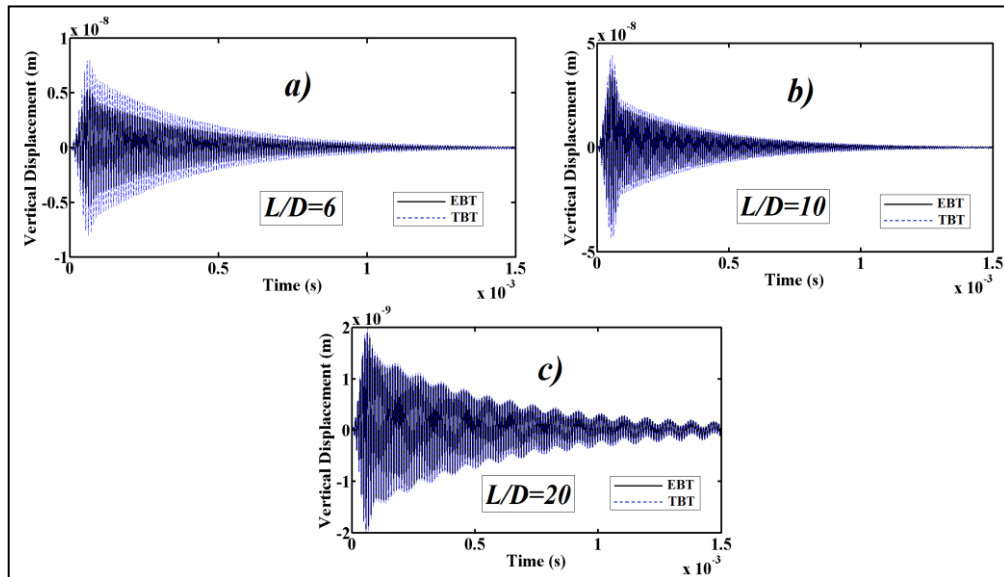 x 10^-8
1
0.5
0
-0.5
-1
Vertical Displacement (m)
a)
L/D=6
EBT
TBT
0 0.5 1 1.5
Time (s)
x 10^-3
x 10^-8
5
0
-5
Vertical Displacement (m)
b)
L/D=10
EBT
TBT
0 0.5 1 1.5
Time (s)
x 10^-3
x 10^-9
2
1
0
-1
-2
Vertical Displacement (m)
c)
L/D=20
EBT
TBT
0 0.5 1 1.5
Time (s)
x 10^-3